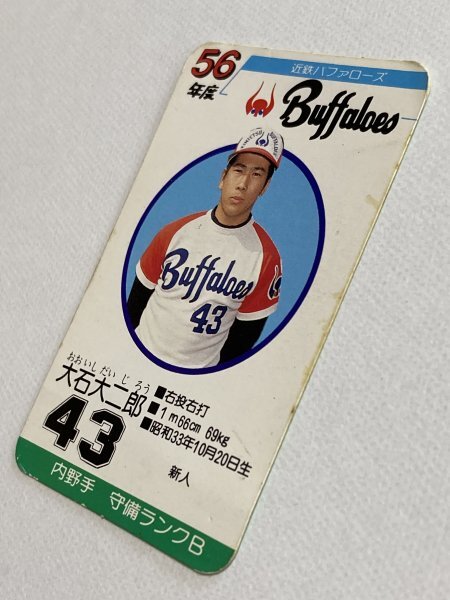 56
年度
近鉄バファローズ
Buffaloes
Buffaloes
43
おおいしだいじろう
大石大二郎
43
■右投右打
■1m66cm 69kg
■昭和33年10月20日生
新人
内野手 守備ランクB